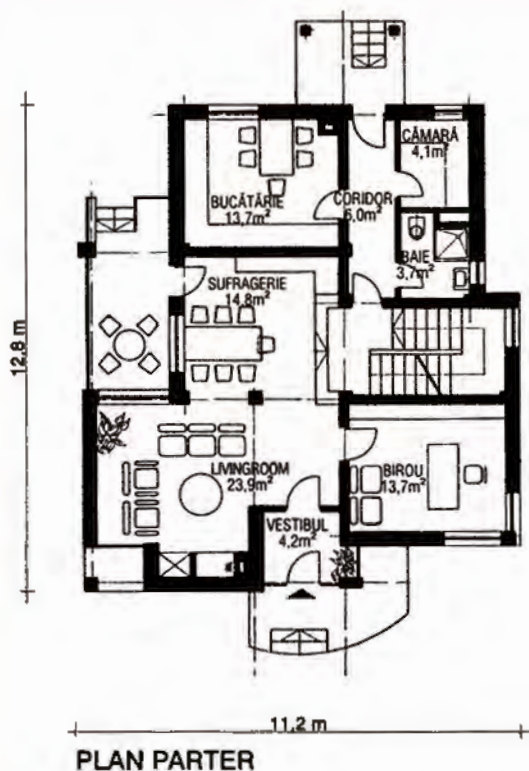 CĂMARĂ
4,1m²
BUCĂTĂRIE
13,7m²
CORIDOR
6,0m²
BAIE
3,7m²
SUFRAGERIE
14,8m²
12,8 m
LIVINGROOM
23,9m²
BIROU
13,7m²
VESTIBUL
4,2m²
11,2 m
PLAN PARTER